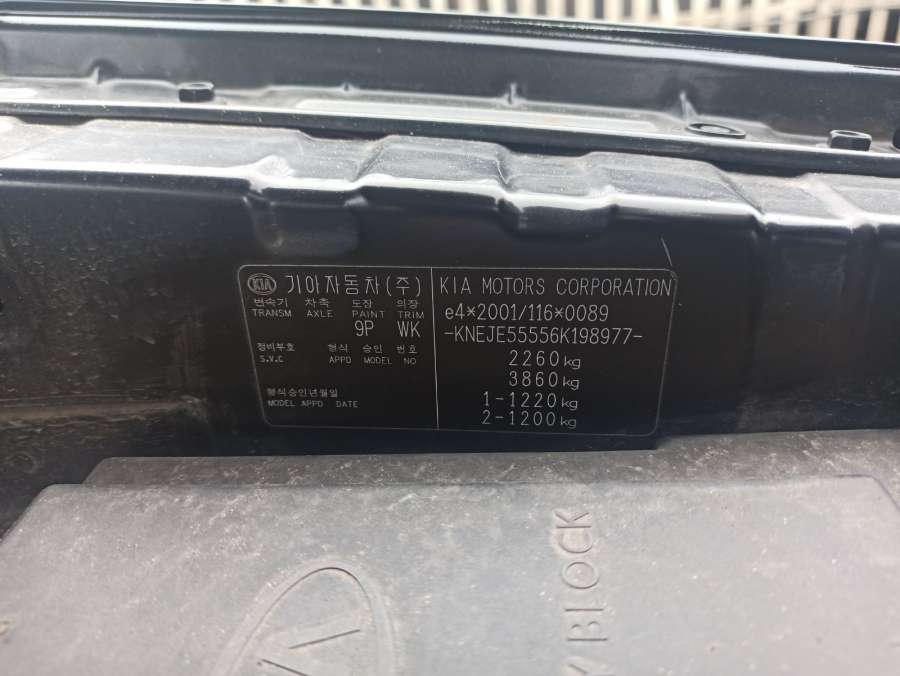 KIA 기아자동차(주)
변속기 차축 도장 의장
TRANSM AXLE PAINT TRIM
9P WK
정비부호 형식 승인 번호
S.V.C APPD MODEL NO
형식승인년월일
MODEL APPD DATE
KIA MOTORS CORPORATION
e4*2001/116*0089
-KNEJE55556K198977-
2260kg
3860kg
1-1220kg
2-1200kg
Y BLOCK